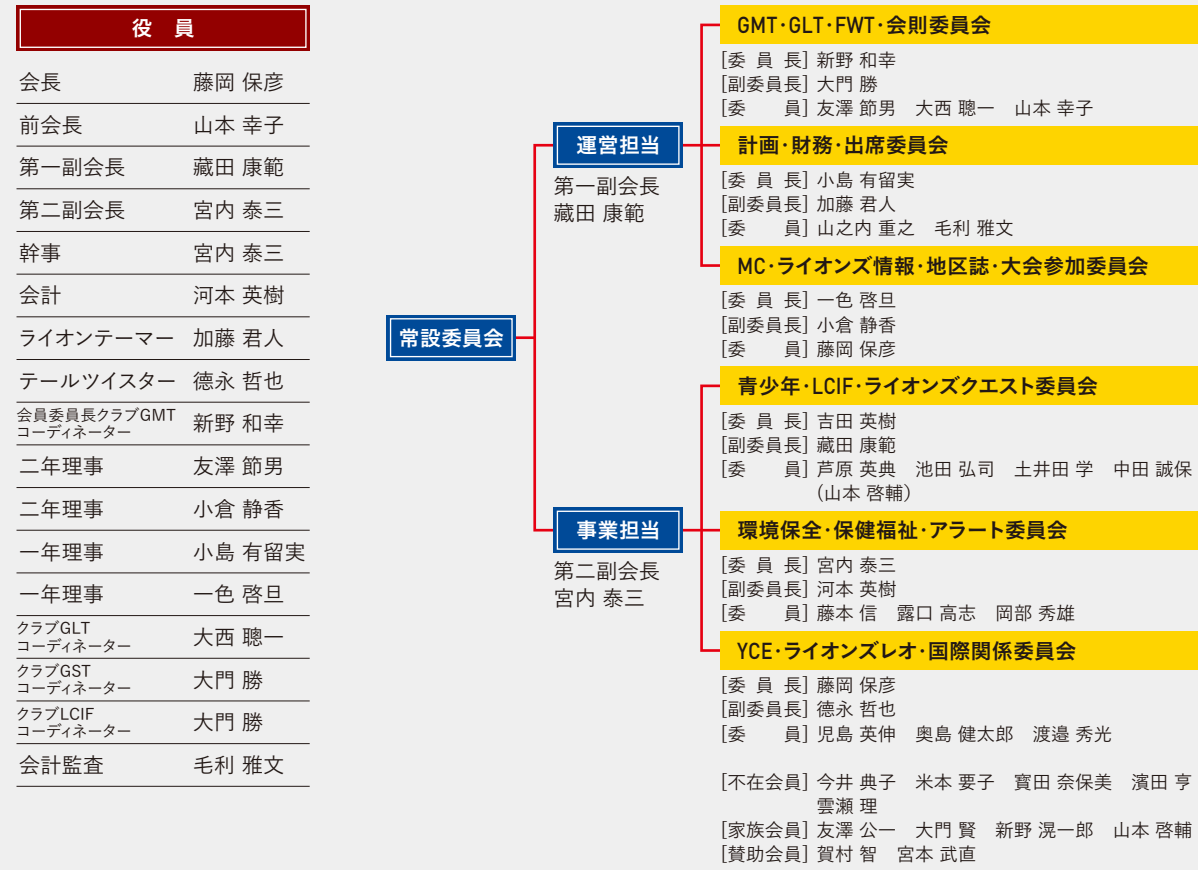 役 員
会長 藤岡 保彦
前会長 山本 幸子
第一副会長 藏田 康範
第二副会長 宮内 泰三
幹事 宮内 泰三
会計 河本 英樹
ライオンテーマー 加藤 君人
テールツイスター 德永 哲也
会員委員長クラブGMT
コーディネーター 新野 和幸
二年理事 友澤 節男
二年理事 小倉 静香
一年理事 小島 有留実
一年理事 一色 啓旦
クラブGLT
コーディネーター 大西 聰一
クラブGST
コーディネーター 大門 勝
クラブLCIF
コーディネーター 大門 勝
会計監査 毛利 雅文
常設委員会
運営担当
第一副会長
藏田 康範
GMT・GLT・FWT・会則委員会
[委 員 長] 新野 和幸
[副委員長] 大門 勝
[委 員] 友澤 節男 大西 聰一 山本 幸子
計画・財務・出席委員会
[委 員 長] 小島 有留実
[副委員長] 加藤 君人
[委 員] 山之内 重之 毛利 雅文
MC・ライオンズ情報・地区誌・大会参加委員会
[委 員 長] 一色 啓旦
[副委員長] 小倉 静香
[委 員] 藤岡 保彦
事業担当
第二副会長
宮内 泰三
青少年・LCIF・ライオンズクエスト委員会
[委 員 長] 吉田 英樹
[副委員長] 藏田 康範
[委 員] 芦原 英典 池田 弘司 土井田 学 中田 誠保
(山本 啓輔)
環境保全・保健福祉・アラート委員会
[委 員 長] 宮内 泰三
[副委員長] 河本 英樹
[委 員] 藤本 信 露口 高志 岡部 秀雄
YCE・ライオンズレオ・国際関係委員会
[委 員 長] 藤岡 保彦
[副委員長] 德永 哲也
[委 員] 児島 英伸 奥島 健太郎 渡邉 秀光
[不在会員] 今井 典子 米本 要子 寳田 奈保美 濱田 亨
雲瀬 理
[家族会員] 友澤 公一 大門 賢 新野 滉一郎 山本 啓輔
[賛助会員] 賀村 智 宮本 武直